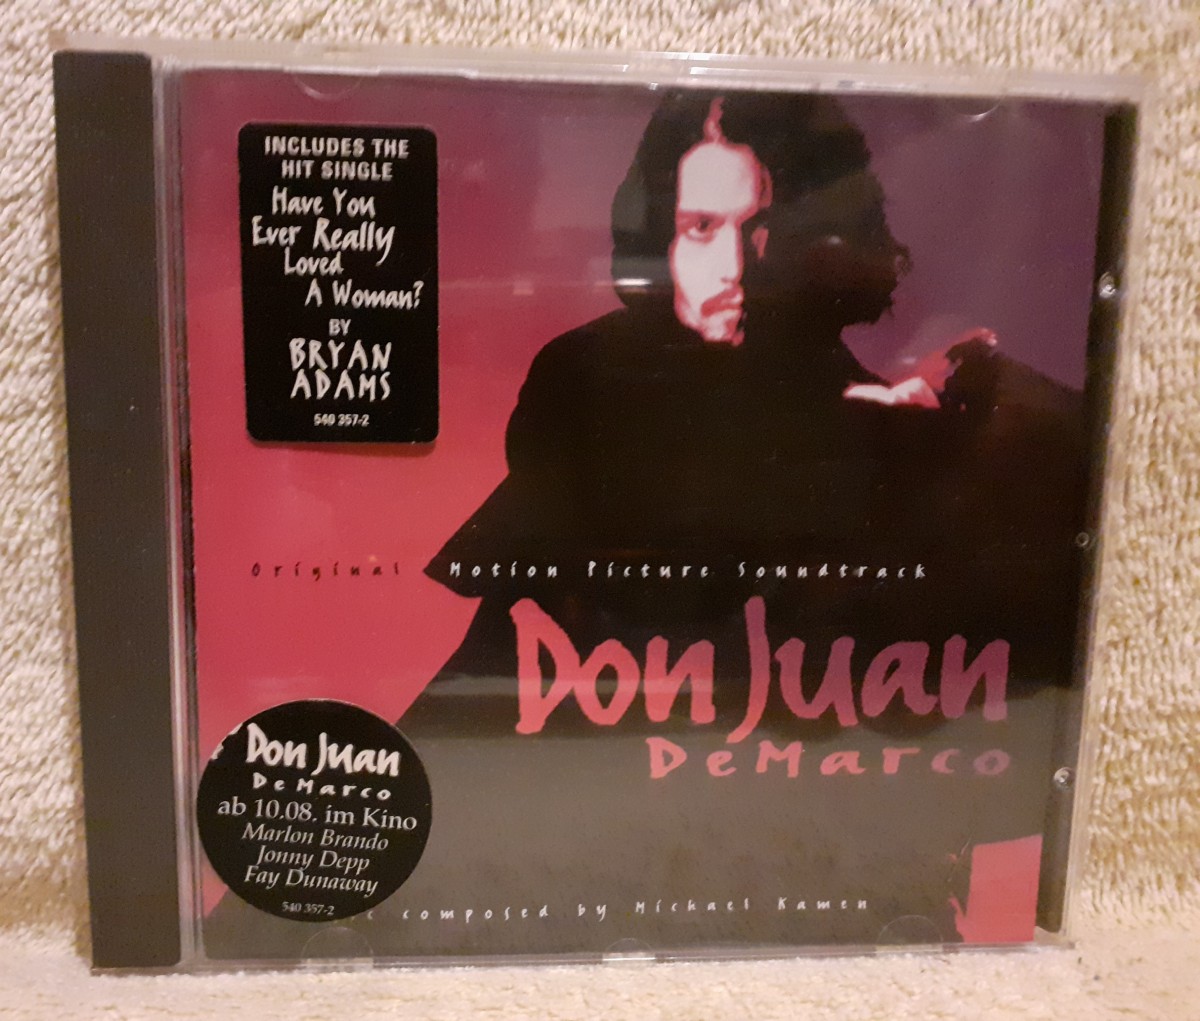 INCLUDES THE
HIT SINGLE
Have You
Ever Really
Loved
A Woman?
BY
BRYAN
ADAMS
540 357-2
Original Motion Picture Soundtrack
Don Juan
DeMarco
Don Juan
DeMarco
ab 10.08. im Kino
Marlon Brando
Jonny Depp
Fay Dunaway
540 357-2
composed by Michael Kamen